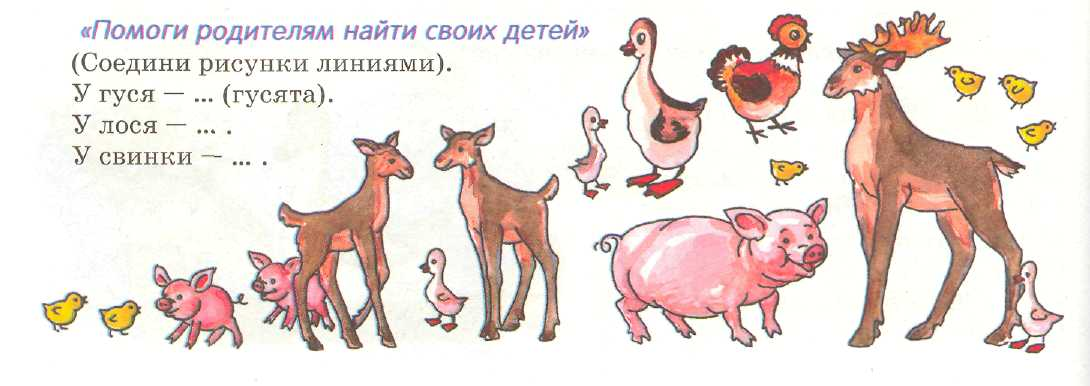 «Помоги родителям найти своих детей»
(Соедини рисунки линиями).
У гуся — ... (гусята).
У лося — ... .
У свинки — ... .